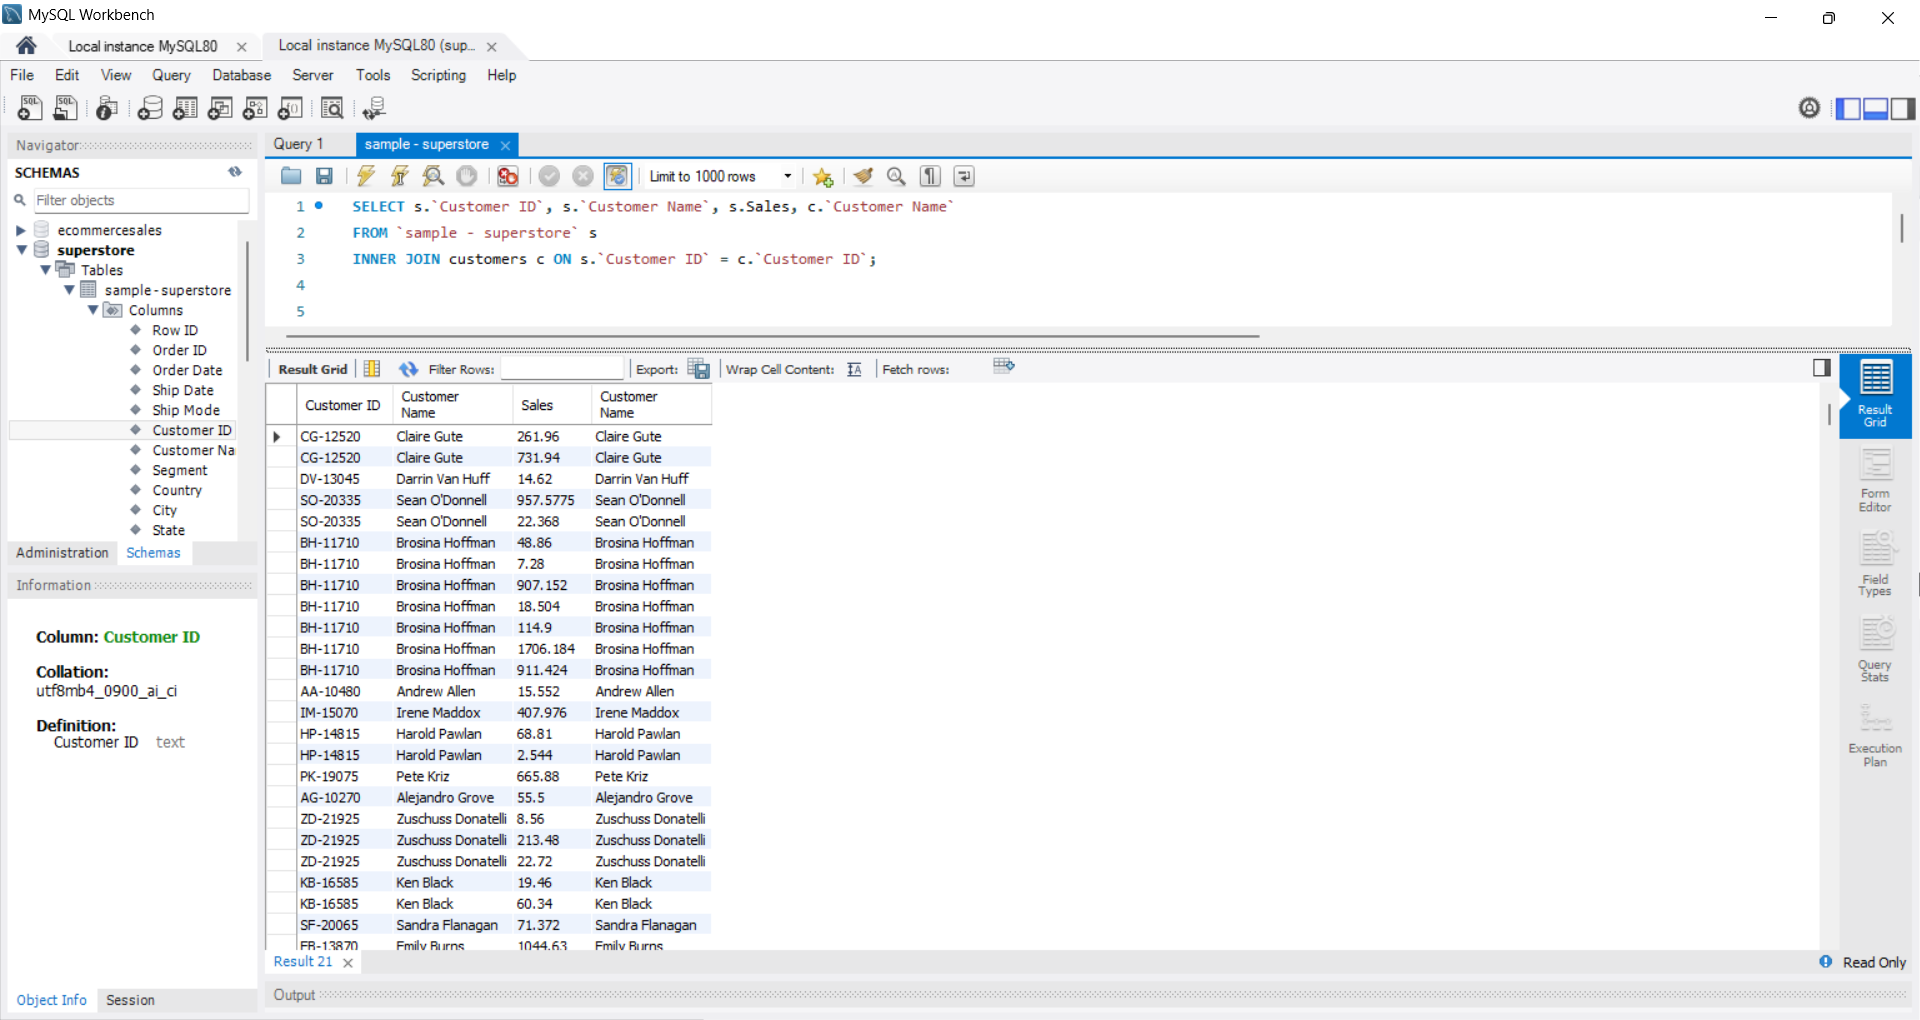 MySQL Workbench
Local instance MySQL80
Local instance MySQL80 (sup...
File Edit View Query Database Server Tools Scripting Help
Navigator
SCHEMAS
Filter objects
ecommercesales
superstore
Tables
sample - superstore
Columns
Row ID
Order ID
Order Date
Ship Date
Ship Mode
Customer ID
Customer Na
Segment
Country
City
State
Administration Schemas
Information
Column: Customer ID
Collation:
utf8mb4_0900_ai_ci
Definition:
Customer ID text
Object Info Session
Query 1 sample - superstore
Limit to 1000 rows
1 SELECT s.`Customer ID`, s.`Customer Name`, s.Sales, c.`Customer Name`
2 FROM `sample - superstore` s
3 INNER JOIN customers c ON s.`Customer ID` = c.`Customer ID`;
4
5
Result Grid Filter Rows: Export: Wrap Cell Content: Fetch rows:
Customer ID Customer Name Sales Customer Name
CG-12520 Claire Gute 261.96 Claire Gute
CG-12520 Claire Gute 731.94 Claire Gute
DV-13045 Darrin Van Huff 14.62 Darrin Van Huff
SO-20335 Sean O'Donnell 957.5775 Sean O'Donnell
SO-20335 Sean O'Donnell 22.368 Sean O'Donnell
BH-11710 Brosina Hoffman 48.86 Brosina Hoffman
BH-11710 Brosina Hoffman 7.28 Brosina Hoffman
BH-11710 Brosina Hoffman 907.152 Brosina Hoffman
BH-11710 Brosina Hoffman 18.504 Brosina Hoffman
BH-11710 Brosina Hoffman 114.9 Brosina Hoffman
BH-11710 Brosina Hoffman 1706.184 Brosina Hoffman
BH-11710 Brosina Hoffman 911.424 Brosina Hoffman
AA-10480 Andrew Allen 15.552 Andrew Allen
IM-15070 Irene Maddox 407.976 Irene Maddox
HP-14815 Harold Pawlan 68.81 Harold Pawlan
HP-14815 Harold Pawlan 2.544 Harold Pawlan
PK-19075 Pete Kriz 665.88 Pete Kriz
AG-10270 Alejandro Grove 55.5 Alejandro Grove
ZD-21925 Zuschuss Donatelli 8.56 Zuschuss Donatelli
ZD-21925 Zuschuss Donatelli 213.48 Zuschuss Donatelli
ZD-21925 Zuschuss Donatelli 22.72 Zuschuss Donatelli
KB-16585 Ken Black 19.46 Ken Black
KB-16585 Ken Black 60.34 Ken Black
SF-20065 Sandra Flanagan 71.372 Sandra Flanagan
EB-13870 Emily Burns 1044.63 Emily Burns
Result Grid
Form Editor
Field Types
Query Stats
Execution Plan
Result 21
Read Only
Output